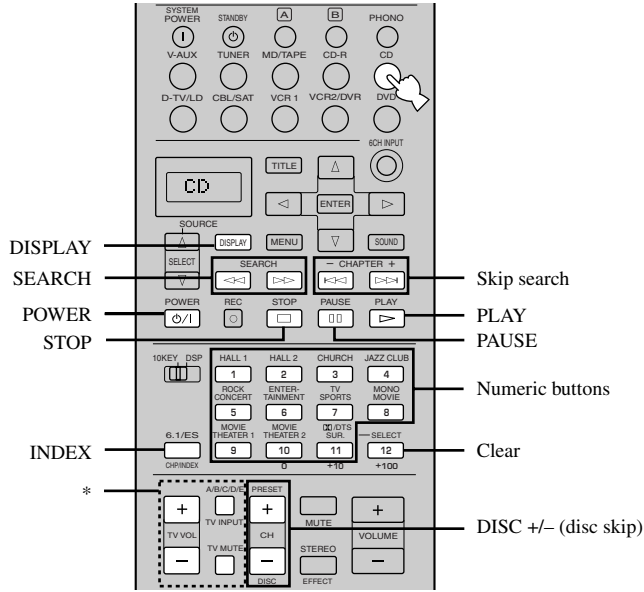 SYSTEM
POWER STANDBY A B PHONO
V-AUX TUNER MD/TAPE CD-R CD
D-TV/LD CBL/SAT VCR 1 VCR2/DVR DVD
6CH INPUT
TITLE
CD
ENTER
SOURCE
DISPLAY DISPLAY MENU SOUND
SELECT
SEARCH SEARCH – CHAPTER + Skip search
POWER POWER REC STOP PAUSE PLAY PLAY
STOP PAUSE
10KEY DSP HALL 1 HALL 2 CHURCH JAZZ CLUB
1 2 3 4
ROCK CONCERT ENTER-TAINMENT TV SPORTS MONO MOVIE Numeric buttons
5 6 7 8
MOVIE THEATER 1 MOVIE THEATER 2 /DTS SUR. SELECT
INDEX 6.1/ES 9 10 11 12 Clear
CHP/INDEX 0 +10 +100
* A/B/C/D/E PRESET
+ + +
TV INPUT MUTE DISC +/– (disc skip)
TV VOL CH VOLUME
TV MUTE STEREO
– – –
DISC EFFECT